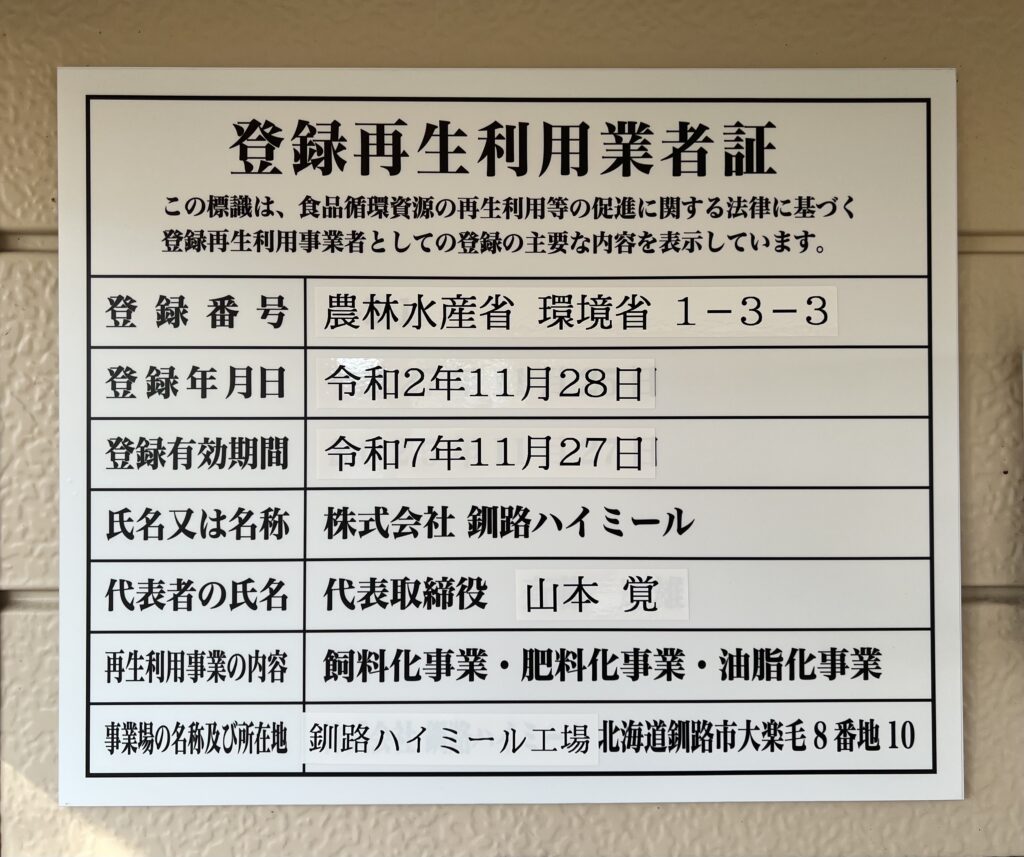 登録再生利用業者証
この標識は、食品循環資源の再生利用等の促進に関する法律に基づく
登録再生利用事業者としての登録の主要な内容を表示しています。
登録番号 農林水産省 環境省 1-3-3
登録年月日 令和2年11月28日
登録有効期間 令和7年11月27日
氏名又は名称 株式会社 釧路ハイミール
代表者の氏名 代表取締役 山本 覚
再生利用事業の内容 飼料化事業・肥料化事業・油脂化事業
事業場の名称及び所在地 釧路ハイミール工場 北海道釧路市大楽毛8番地10